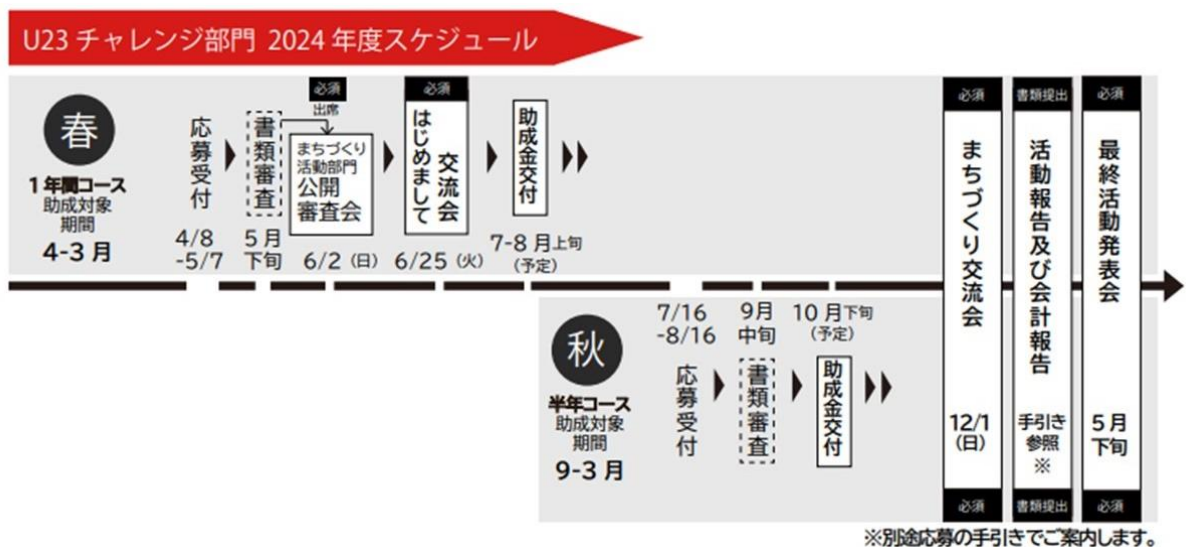 U23 チャレンジ部門 2024 年度スケジュール
春
1 年間コース
助成対象
期間
4-3 月
応募受付
4/8
-5/7
書類審査
5 月
下旬
必須
出席
まちづくり
活動部門
公開
審査会
6/2 (日)
必須
はじめまして
交流会
6/25 (火)
助成金交付
7-8 月上旬
(予定)
秋
半年コース
助成対象
期間
9-3 月
7/16
-8/16
応募受付
9月
中旬
書類審査
10 月下旬
(予定)
助成金交付
必須
まちづくり交流会
12/1
(日)
必須
書類提出
活動報告及び会計報告
手引き
参照
※
書類提出
必須
最終活動発表会
5 月
下旬
必須
※別途応募の手引きでご案内します。